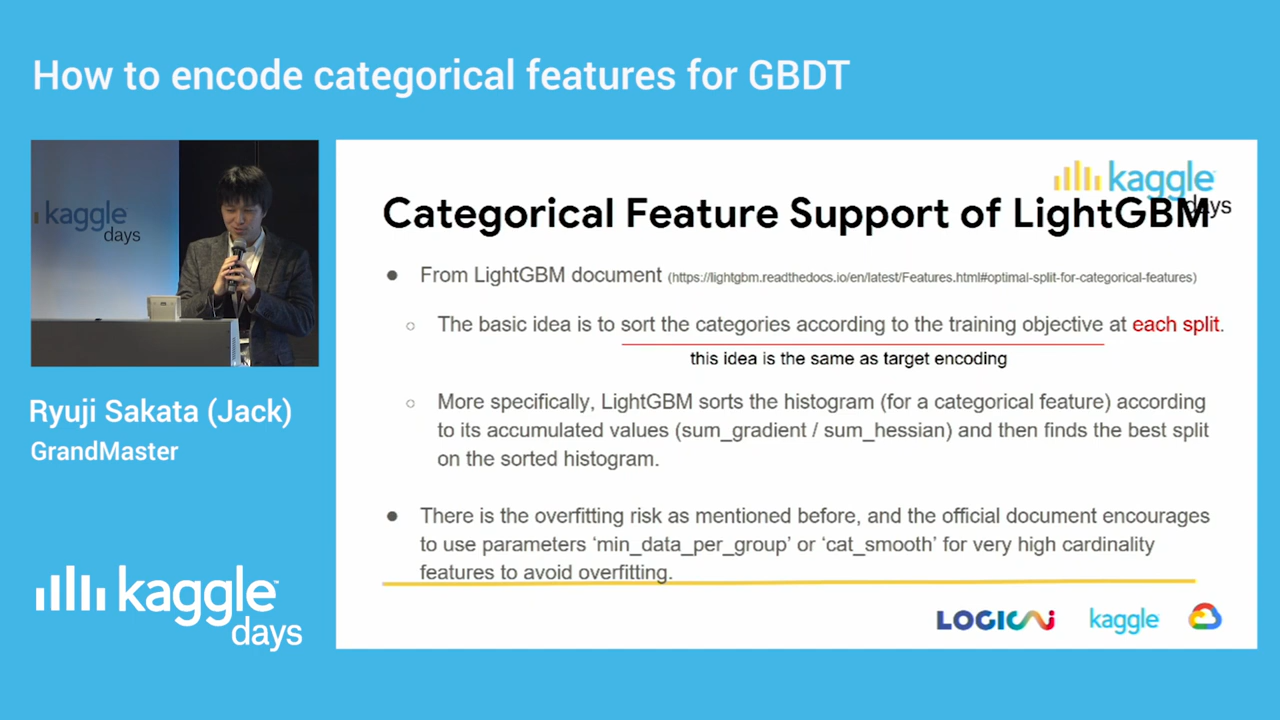 How to encode categorical features for GBDT
kaggle
days
Ryuji Sakata (Jack)
GrandMaster
kaggle
days
kaggle
days
Categorical Feature Support of LightGBM
● From LightGBM document (https://lightgbm.readthedocs.io/en/latest/Features.html#optimal-split-for-categorical-features)
○ The basic idea is to sort the categories according to the training objective at each split.
this idea is the same as target encoding
○ More specifically, LightGBM sorts the histogram (for a categorical feature) according
to its accumulated values (sum_gradient / sum_hessian) and then finds the best split
on the sorted histogram.
● There is the overfitting risk as mentioned before, and the official document encourages
to use parameters ‘min_data_per_group’ or ‘cat_smooth’ for very high cardinality
features to avoid overfitting.
LOGICAI
kaggle